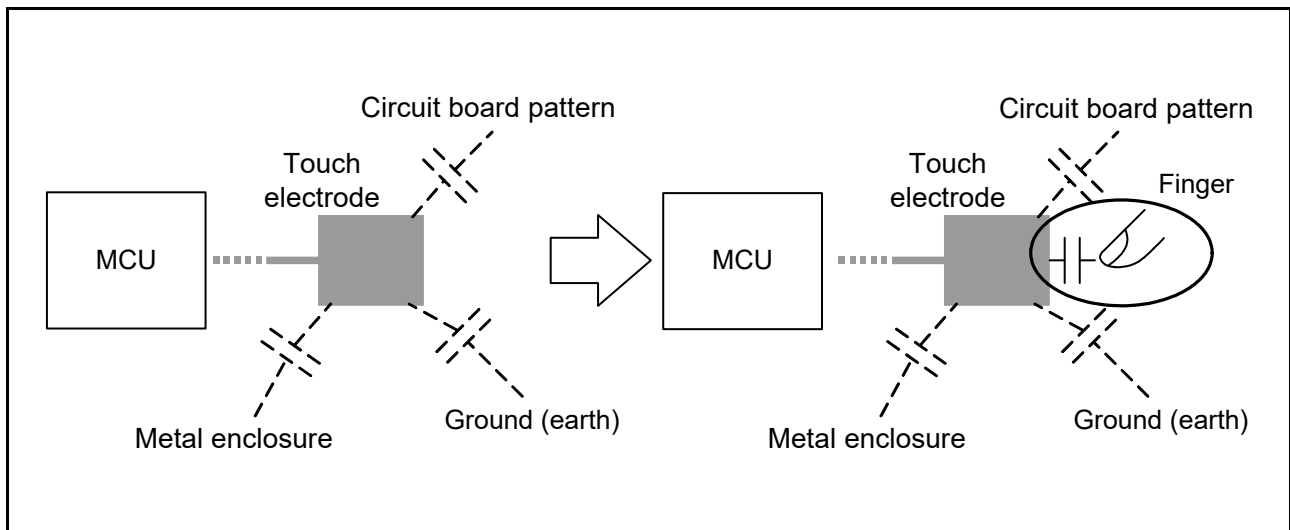 Circuit board pattern
Touch
electrode
MCU
Metal enclosure
Ground (earth)
Circuit board pattern
Touch
electrode
Finger
MCU
Metal enclosure
Ground (earth)